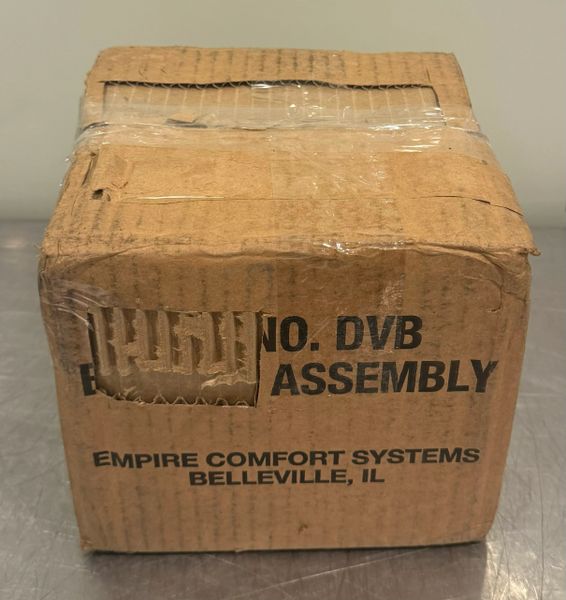 NO. DVB
ASSEMBLY
EMPIRE COMFORT SYSTEMS
BELLEVILLE, IL